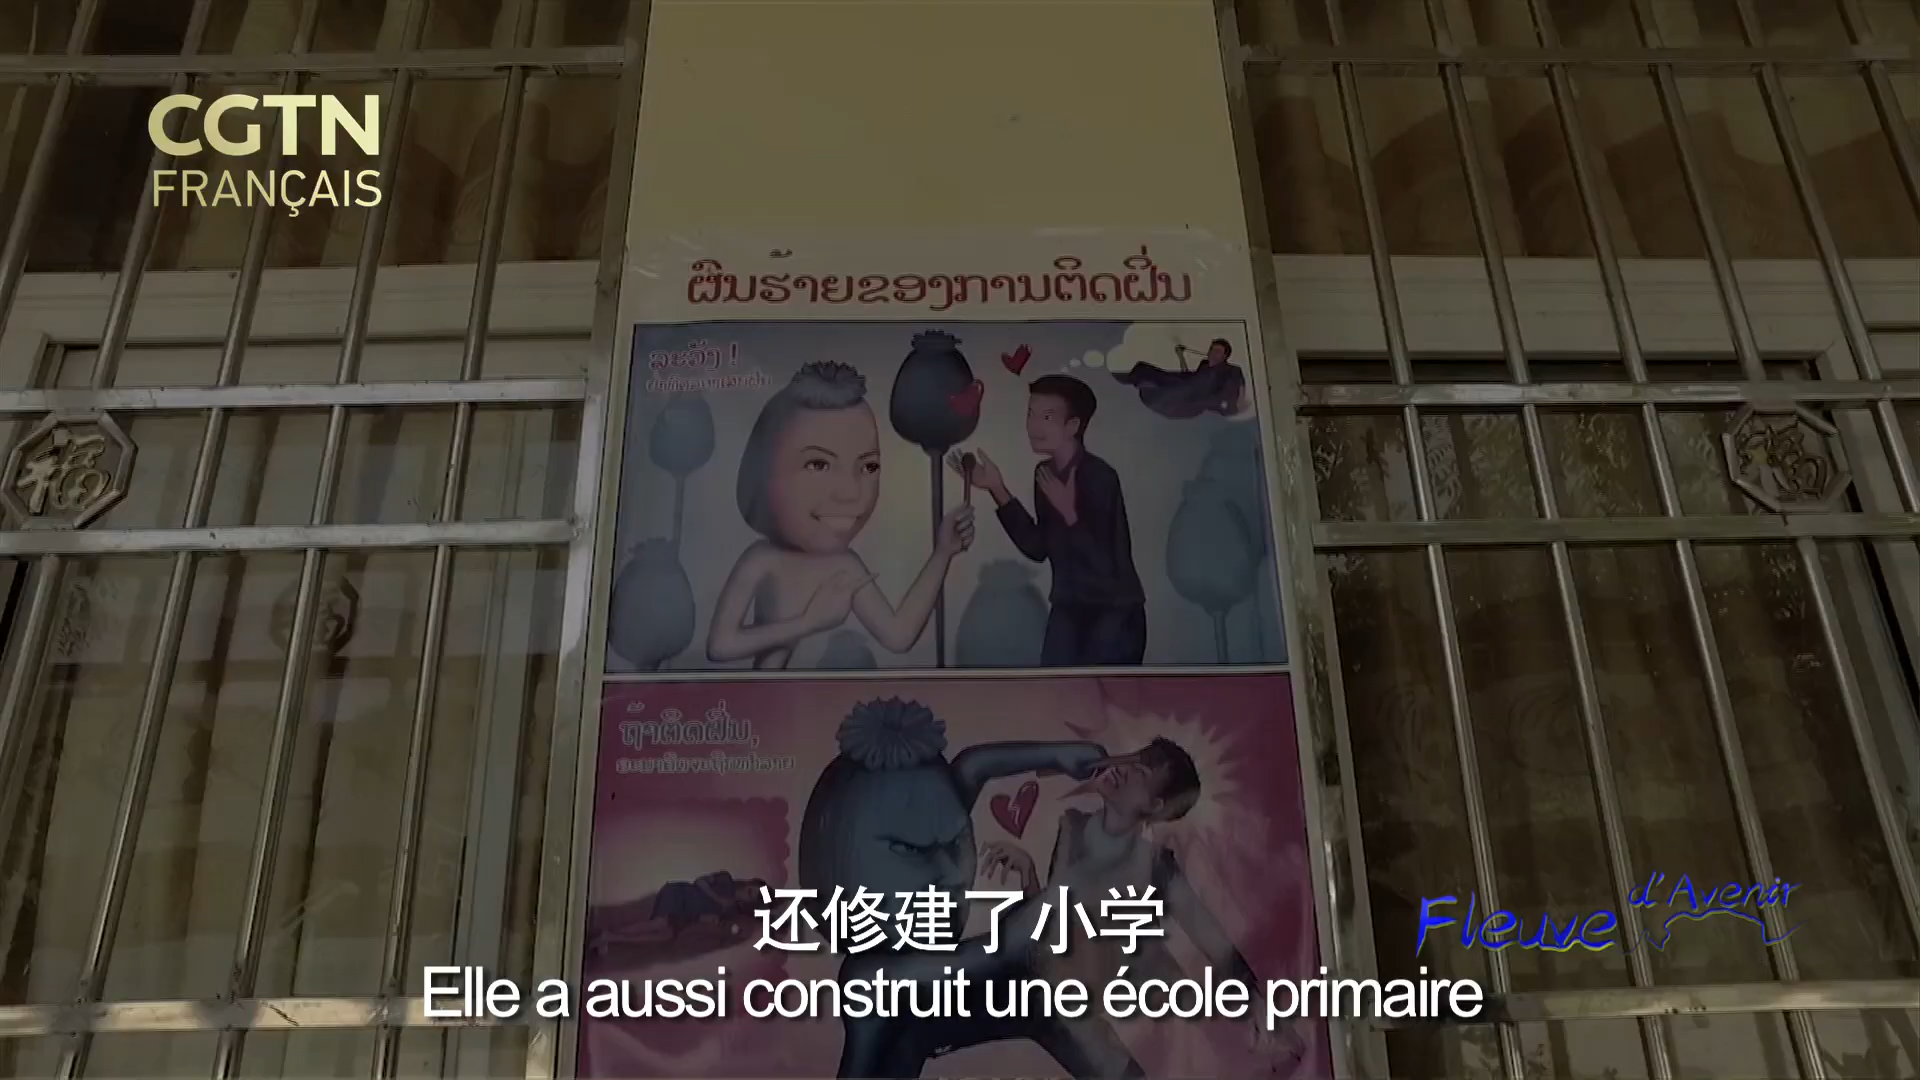 CGTN
FRANÇAIS
ຜົນຮ້າຍຂອງການຕິດຝິ່ນ
ລະວັງ !
福
福
ຖ້າຕິດຝິ່ນ,
d'Avenir
Fleuve
还修建了小学
Elle a aussi construit une école primaire